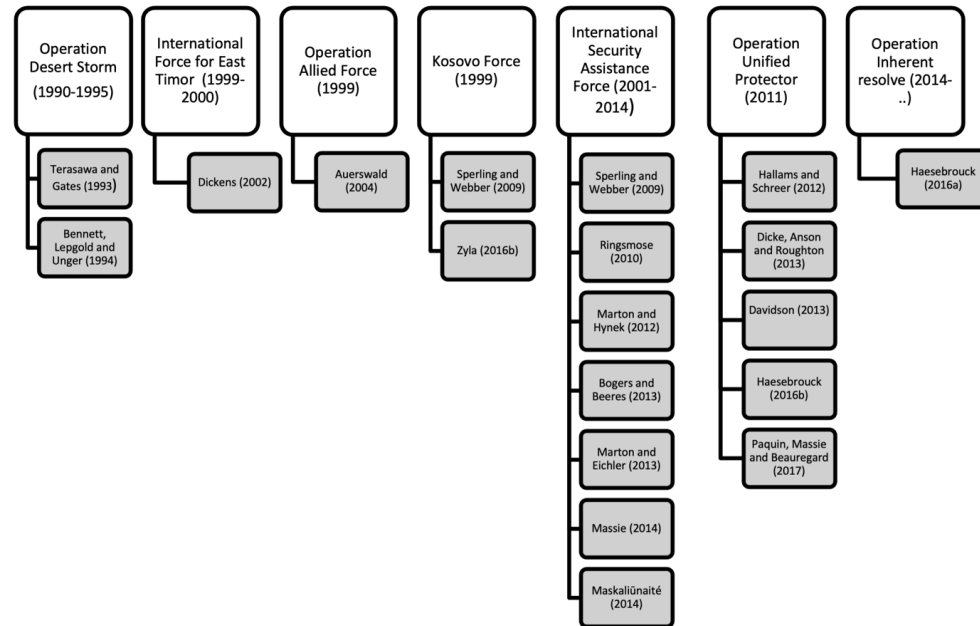 Operation
Desert Storm
(1990-1995)
Terasawa and
Gates (1993)
Bennett,
Lepgold and
Unger (1994)
International
Force for East
Timor (1999-
2000)
Dickens (2002)
Operation
Allied Force
(1999)
Auerswald
(2004)
Kosovo Force
(1999)
Sperling and
Webber (2009)
Zyla (2016b)
International
Security
Assistance
Force (2001-
2014)
Sperling and
Webber (2009)
Ringsmose
(2010)
Marton and
Hynek (2012)
Bogers and
Beeres (2013)
Marton and
Eichler (2013)
Massie (2014)
Maskaliūnaité
(2014)
Operation
Unified
Protector
(2011)
Hallams and
Schreer (2012)
Dicke, Anson
and Roughton
(2013)
Davidson (2013)
Haesebrouck
(2016b)
Paquin, Massie
and Beauregard
(2017)
Operation
Inherent
resolve (2014-
..)
Haesebrouck
(2016a)